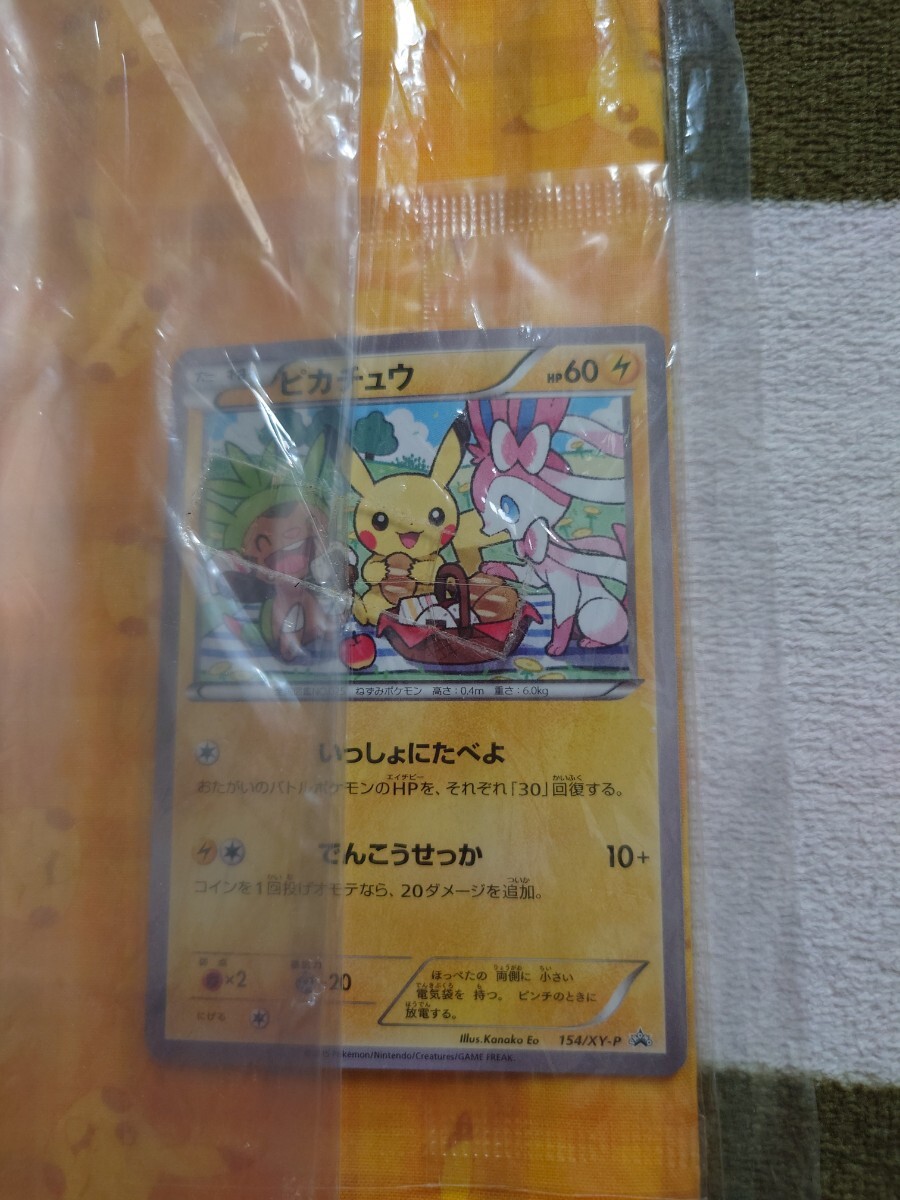 ピカチュウ HP60
ねずみポケモン 高さ:0.4m 重さ:6.0kg
いっしょにたべよ
おたがいのバトルポケモンのHPを、それぞれ「30」回復する。
でんこうせっか 10+
コインを1回投げオモテなら、20ダメージを追加。
×2 -20
ほっぺたの 両側に 小さい
電気袋を 持つ。 ピンチのときに
放電する。
にげる
Illus.Kanako Eo 154/XY-P
Pokémon/Nintendo/Creatures/GAME FREAK.